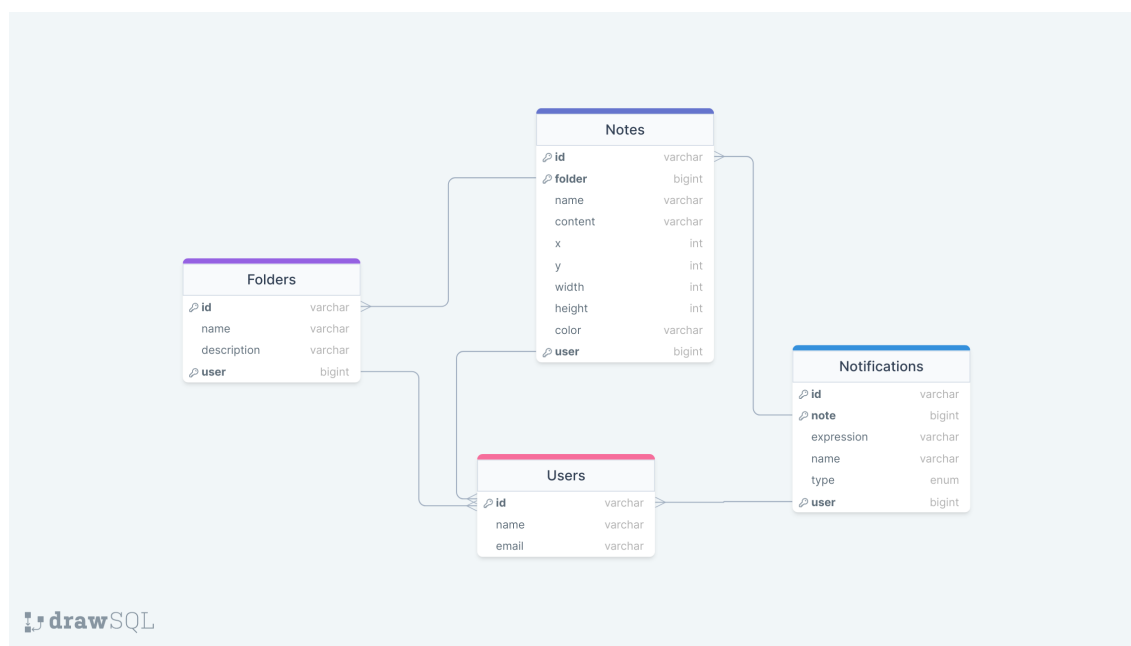 Notes
id varchar
folder bigint
name varchar
content varchar
x int
y int
width int
height int
color varchar
user bigint
Folders
id varchar
name varchar
description varchar
user bigint
Notifications
id varchar
note bigint
expression varchar
name varchar
type enum
user bigint
Users
id varchar
name varchar
email varchar
drawSQL